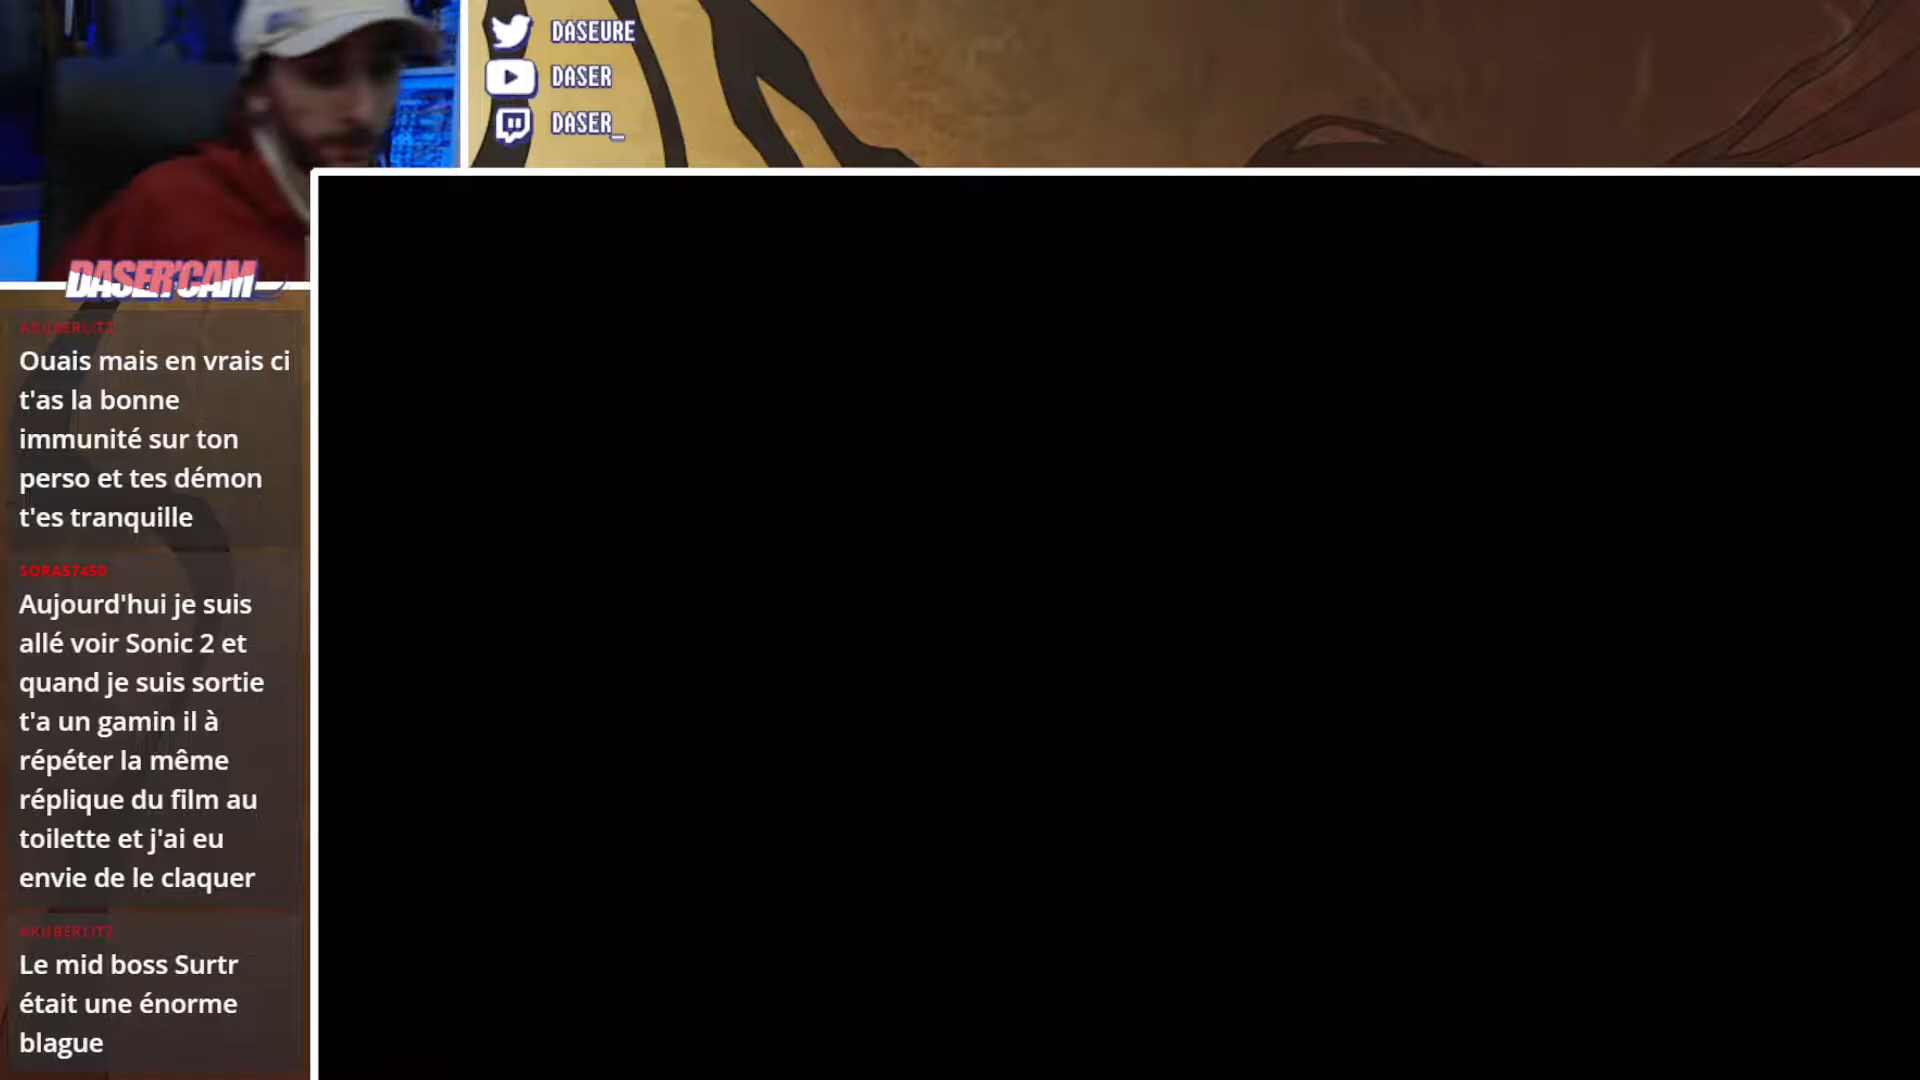 DASEURE
DASER
DASER_
DASER'CAM
AKUBERLITZ
Ouais mais en vrais ci
t'as la bonne
immunité sur ton
perso et tes démon
t'es tranquille
SORA57450
Aujourd'hui je suis
allé voir Sonic 2 et
quand je suis sortie
t'a un gamin il à
répéter la même
réplique du film au
toilette et j'ai eu
envie de le claquer
AKUBERLITZ
Le mid boss Surtr
était une énorme
blague